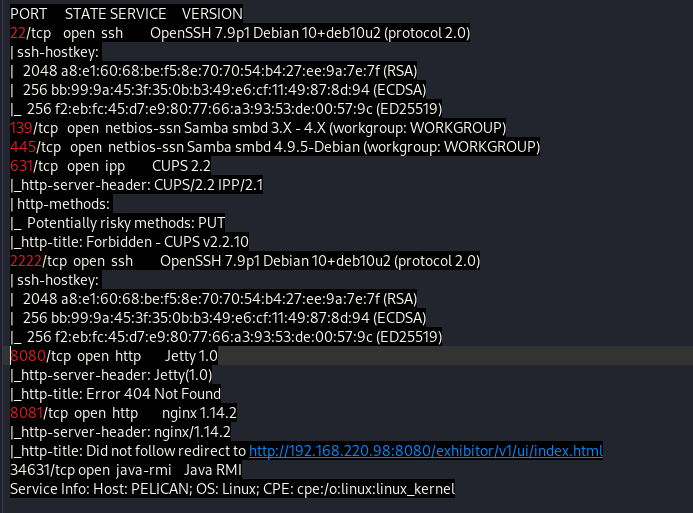 PORT STATE SERVICE VERSION
22/tcp open ssh OpenSSH 7.9p1 Debian 10+deb10u2 (protocol 2.0)
| ssh-hostkey:
| 2048 a8:e1:60:68:be:f5:8e:70:70:54:b4:27:ee:9a:7e:7f (RSA)
| 256 bb:99:9a:45:3f:35:0b:b3:49:e6:cf:11:49:87:8d:94 (ECDSA)
|_ 256 f2:eb:fc:45:d7:e9:80:77:66:a3:93:53:de:00:57:9c (ED25519)
139/tcp open netbios-ssn Samba smbd 3.X - 4.X (workgroup: WORKGROUP)
445/tcp open netbios-ssn Samba smbd 4.9.5-Debian (workgroup: WORKGROUP)
631/tcp open ipp CUPS 2.2
|_http-server-header: CUPS/2.2 IPP/2.1
| http-methods:
|_ Potentially risky methods: PUT
|_http-title: Forbidden - CUPS v2.2.10
2222/tcp open ssh OpenSSH 7.9p1 Debian 10+deb10u2 (protocol 2.0)
| ssh-hostkey:
| 2048 a8:e1:60:68:be:f5:8e:70:70:54:b4:27:ee:9a:7e:7f (RSA)
| 256 bb:99:9a:45:3f:35:0b:b3:49:e6:cf:11:49:87:8d:94 (ECDSA)
|_ 256 f2:eb:fc:45:d7:e9:80:77:66:a3:93:53:de:00:57:9c (ED25519)
8080/tcp open http Jetty 1.0
|_http-server-header: Jetty(1.0)
|_http-title: Error 404 Not Found
8081/tcp open http nginx 1.14.2
|_http-server-header: nginx/1.14.2
|_http-title: Did not follow redirect to http://192.168.220.98:8080/exhibitor/v1/ui/index.html
34631/tcp open java-rmi Java RMI
Service Info: Host: PELICAN; OS: Linux; CPE: cpe:/o:linux:linux_kernel